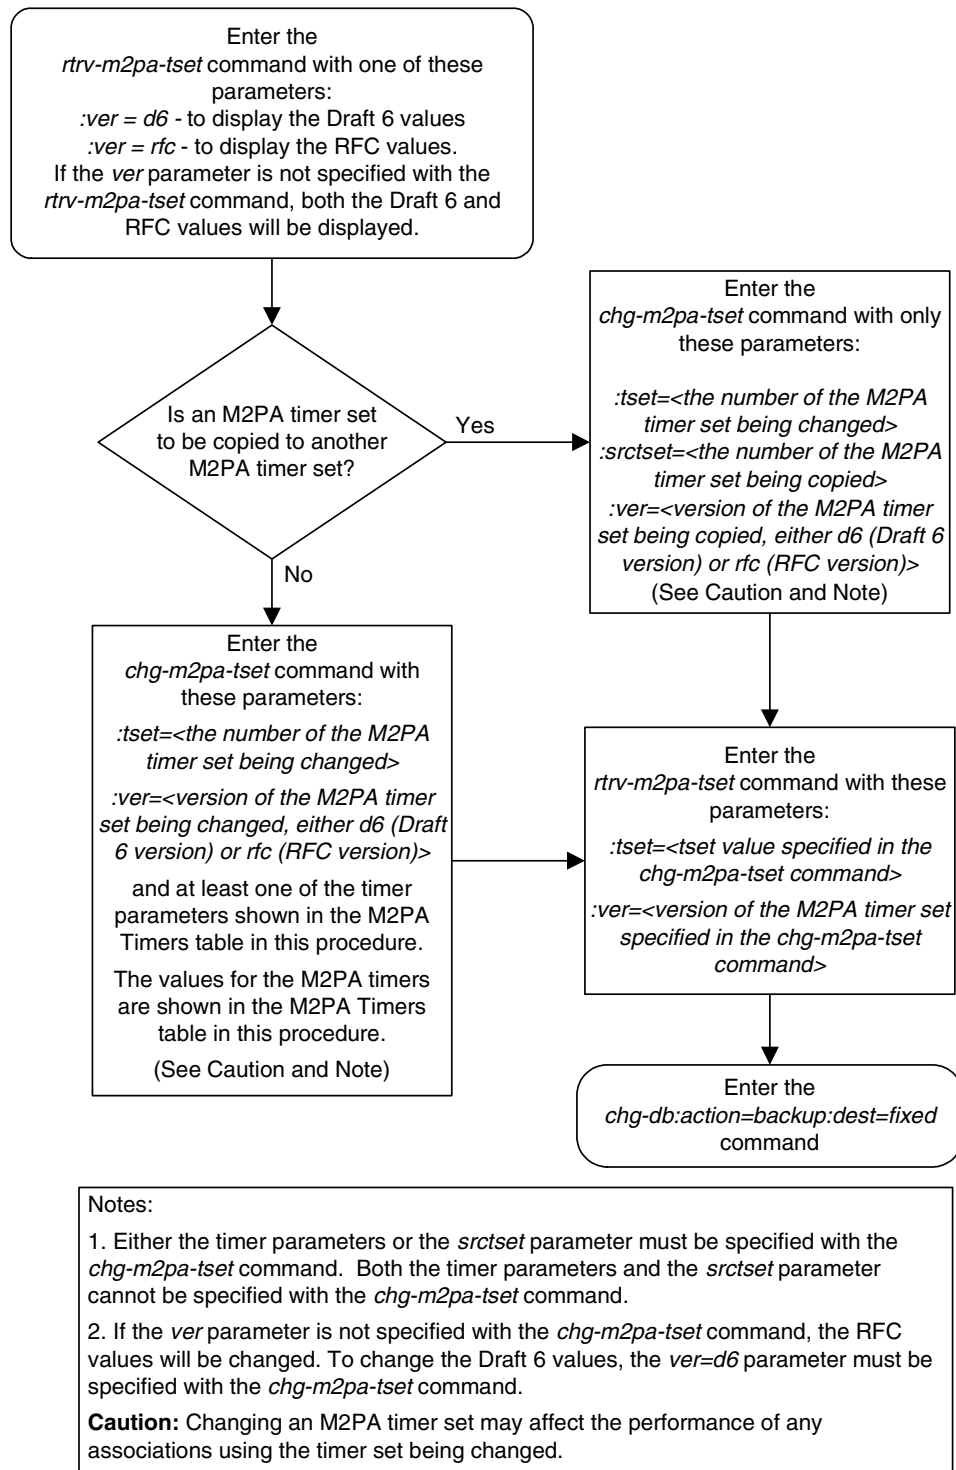 Enter the
rtrv-m2pa-tset command with one of these
parameters:
:ver = d6 - to display the Draft 6 values
:ver = rfc - to display the RFC values.
If the ver parameter is not specified with the
rtrv-m2pa-tset command, both the Draft 6 and
RFC values will be displayed.
Is an M2PA timer set
to be copied to another
M2PA timer set?
Yes
Enter the
chg-m2pa-tset command with only
these parameters:
:tset=<the number of the M2PA
timer set being changed>
:srctset=<the number of the M2PA
timer set being copied>
:ver=<version of the M2PA timer
set being copied, either d6 (Draft 6
version) or rfc (RFC version)>
(See Caution and Note)
No
Enter the
chg-m2pa-tset command with
these parameters:
:tset=<the number of the M2PA
timer set being changed>
:ver=<version of the M2PA timer
set being changed, either d6 (Draft
6 version) or rfc (RFC version)>
and at least one of the timer
parameters shown in the M2PA
Timers table in this procedure.
The values for the M2PA timers
are shown in the M2PA Timers
table in this procedure.
(See Caution and Note)
Enter the
rtrv-m2pa-tset command with these
parameters:
:tset=<tset value specified in the
chg-m2pa-tset command>
:ver=<version of the M2PA timer set
specified in the chg-m2pa-tset
command>
Enter the
chg-db:action=backup:dest=fixed
command
Notes:
1. Either the timer parameters or the srctset parameter must be specified with the
chg-m2pa-tset command.  Both the timer parameters and the srctset parameter
cannot be specified with the chg-m2pa-tset command.
2. If the ver parameter is not specified with the chg-m2pa-tset command, the RFC
values will be changed. To change the Draft 6 values, the ver=d6 parameter must be
specified with the chg-m2pa-tset command.
Caution: Changing an M2PA timer set may affect the performance of any
associations using the timer set being changed.